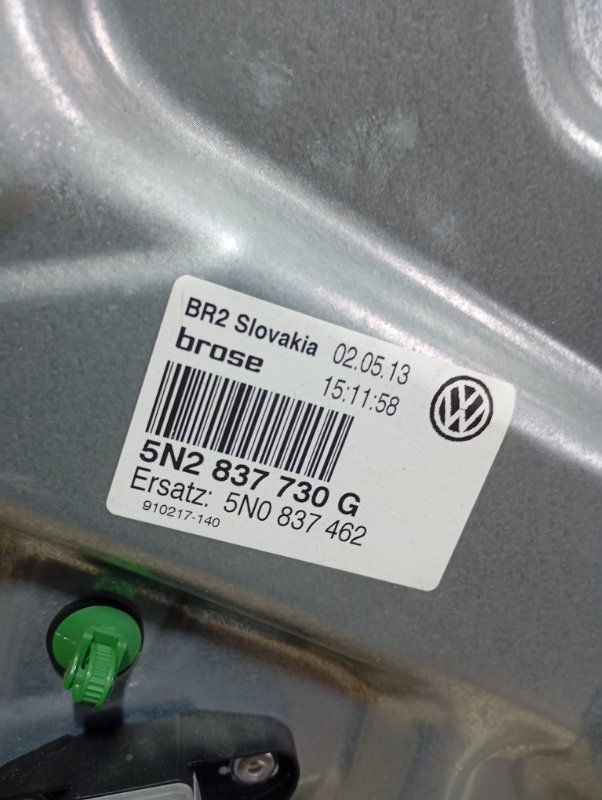 BR2 Slovakia 02.05.13
brose 15:11:58
5N2 837 730 G
Ersatz: 5N0 837 462
910217-140